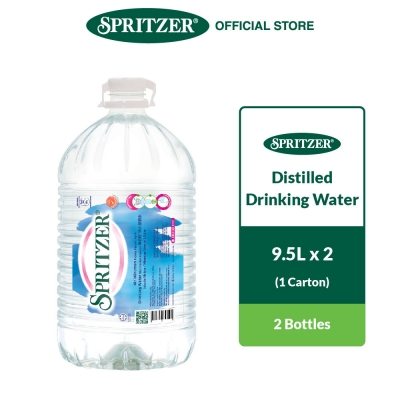 SPRITZER® OFFICIAL STORE
SPRITZER®
SPRITZER®
Distilled
Drinking Water
9.5L x 2
(1 Carton)
2 Bottles